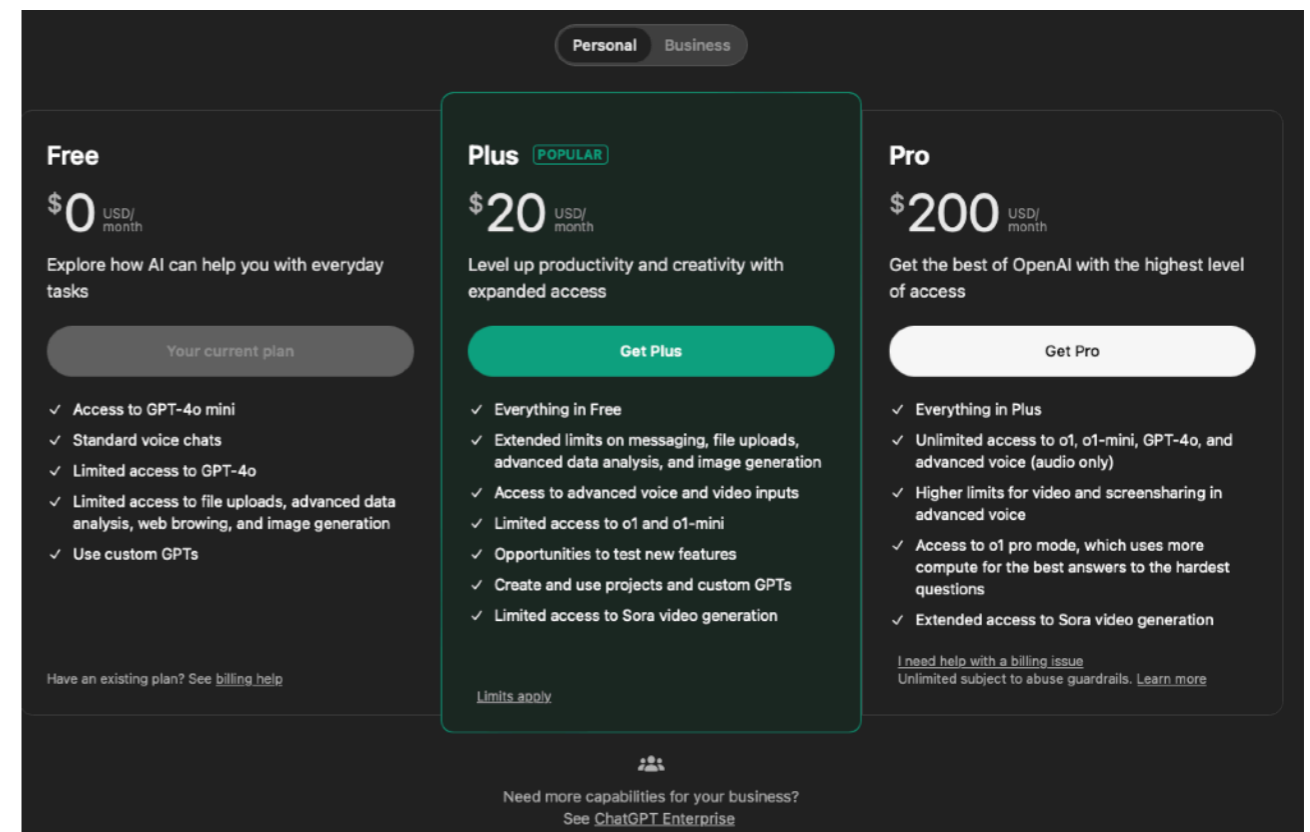 Personal Business
Free
$0 USD/
month
Explore how AI can help you with everyday
tasks
Your current plan
Access to GPT-4o mini
Standard voice chats
Limited access to GPT-4o
Limited access to file uploads, advanced data
analysis, web browing, and image generation
Use custom GPTs
Have an existing plan? See billing help
Plus POPULAR
$20 USD/
month
Level up productivity and creativity with
expanded access
Get Plus
Everything in Free
Extended limits on messaging, file uploads,
advanced data analysis, and image generation
Access to advanced voice and video inputs
Limited access to o1 and o1-mini
Opportunities to test new features
Create and use projects and custom GPTs
Limited access to Sora video generation
Limits apply
Pro
$200 USD/
month
Get the best of OpenAI with the highest level
of access
Get Pro
Everything in Plus
Unlimited access to o1, o1-mini, GPT-4o, and
advanced voice (audio only)
Higher limits for video and screensharing in
advanced voice
Access to o1 pro mode, which uses more
compute for the best answers to the hardest
questions
Extended access to Sora video generation
I need help with a billing issue
Unlimited subject to abuse guardrails. Learn more
Need more capabilities for your business?
See ChatGPT Enterprise